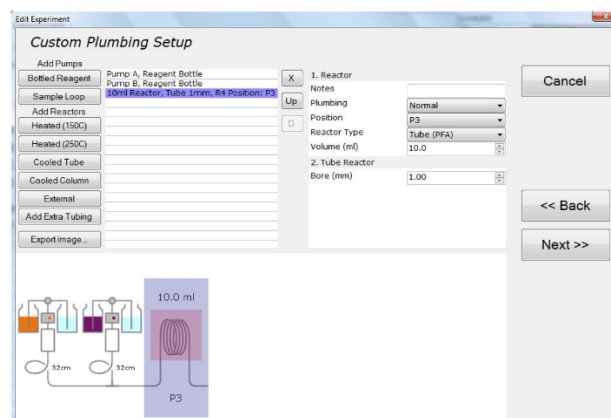 Edit Experiment
Custom Plumbing Setup
Add Pumps
Bottled Reagent
Sample Loop
Add Reactors
Heated (150C)
Heated (250C)
Cooled Tube
Cooled Column
External
Add Extra Tubing
Export Image...
Pump A, Reagent Bottle
Pump B, Reagent Bottle
10ml Reactor, Tube 1mm, R4 Position: P3
X
Up
D
1. Reactor
Notes
Plumbing Normal
Position P3
Reactor Type Tube (PFA)
Volume (ml) 10.0
2. Tube Reactor
Bore (mm) 1.00
Cancel
<< Back
Next >>
10.0 ml
32cm
32cm
P3